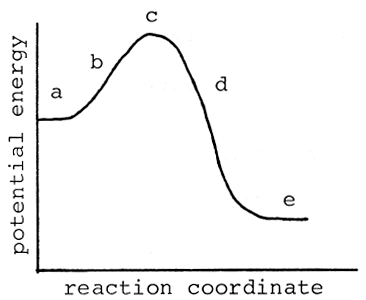 c
b
a
d
e
potential energy
reaction coordinate